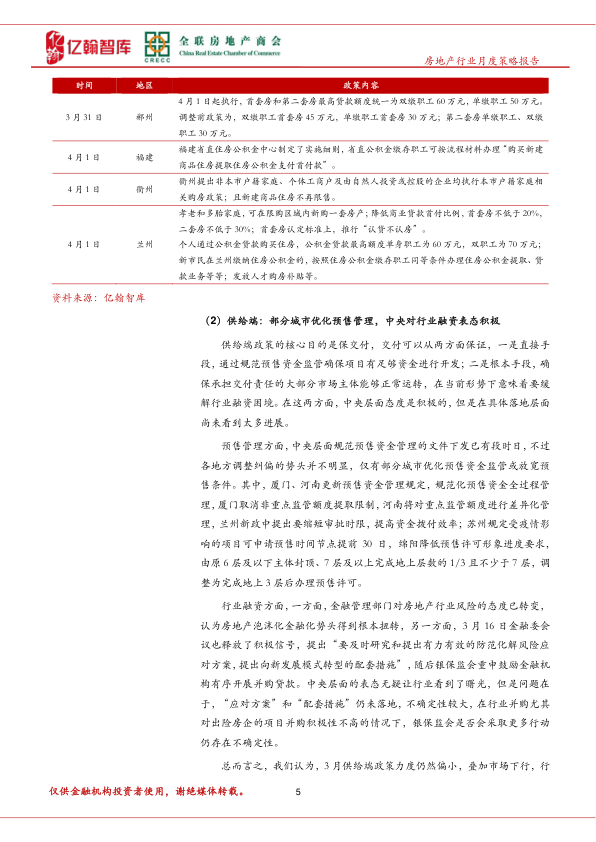 亿翰智库
CRECC
全联房地产商会
China Real Estate Chamber of Commerce
房地产行业月度策略报告
时间 地区 政策内容
3 月 31 日 郴州 4 月 1 日起执行，首套房和第二套房最高贷款额度统一为双缴职工 60 万元，单缴职工 50 万元。
调整前政策为，双缴职工首套房 45 万元，单缴职工首套房 30 万元；第二套房单缴职工、双缴
职工 30 万元。
4 月 1 日 福建 福建省直住房公积金中心制定了实施细则，省直公积金缴存职工可按流程材料办理“购买新建
商品住房提取住房公积金支付首付款”。
4 月 1 日 衢州 衢州提出非本市户籍家庭、个体工商户及由自然人投资或控股的企业均执行本市户籍家庭相
关购房政策；且新建商品住房不再限售。
4 月 1 日 兰州 孝老和多胎家庭，可在限购区域内新购一套房产；降低商业贷款首付比例，首套房不低于 20%，
二套房不低于 30%；首套房认定标准上，推行“认贷不认房”。
个人通过公积金贷款购买住房，公积金贷款最高额度单身职工为 60 万元，双职工为 70 万元；
新市民在兰州缴纳住房公积金的，按照住房公积金缴存职工同等条件办理住房公积金提取、贷
款业务等等；发放人才购房补贴等。
资料来源：亿翰智库
（2）供给端：部分城市优化预售管理，中央对行业融资表态积极
供给端政策的核心目的是保交付，交付可以从两方面保证，一是直接手
段，通过规范预售资金监管确保项目有足够资金进行开发；二是根本手段，确
保承担交付责任的大部分市场主体能够正常运转，在当前形势下意味着要缓
解行业融资困境。在这两方面，中央层面态度是积极的，但是在具体落地层面
尚未看到太多进展。
预售管理方面，中央层面规范预售资金管理的文件下发已有段时日，不过
各地方调整纠偏的势头并不明显，仅有部分城市优化预售资金监管或放宽预
售条件。其中，厦门、河南更新预售资金管理规定，规范化预售资金全过程管
理，厦门取消非重点监管额度提取限制，河南将对重点监管额度进行差异化管
理，兰州新政中提出要缩短审批时限，提高资金拨付效率；苏州规定受疫情影
响的项目可申请预售时间节点提前 30 日，绵阳降低预售许可形象进度要求，
由原 6 层及以下主体封顶、7 层及以上完成地上层数的 1/3 且不少于 7 层，调
整为完成地上 3 层后办理预售许可。
行业融资方面，一方面，金融管理部门对房地产行业风险的态度已转变，
认为房地产泡沫化金融化势头得到根本扭转，另一方面，3 月 16 日金融委会
议也释放了积极信号，提出“要及时研究和提出有力有效的防范化解风险应
对方案，提出向新发展模式转型的配套措施”，随后银保监会重申鼓励金融机
构有序开展并购贷款。中央层面的表态无疑让行业看到了曙光，但是问题在
于，“应对方案”和“配套措施”仍未落地，不确定性较大，在行业并购尤其
对出险房企的项目并购积极性不高的情况下，银保监会是否会采取更多行动
仍存在不确定性。
总而言之，我们认为，3 月供给端政策力度仍然偏小，叠加市场下行，行
仅供金融机构投资者使用，谢绝媒体转载。
5